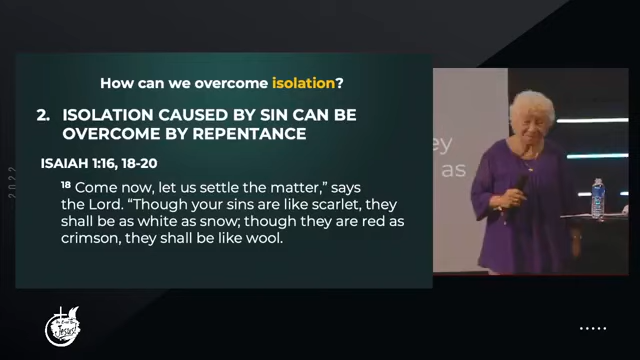 How can we overcome isolation?
2. ISOLATION CAUSED BY SIN CAN BE
OVERCOME BY REPENTANCE
ISAIAH 1:16, 18-20
18 Come now, let us settle the matter,” says
the Lord. “Though your sins are like scarlet, they
shall be as white as snow; though they are red as
crimson, they shall be like wool.
ey
as
2022
Jesus